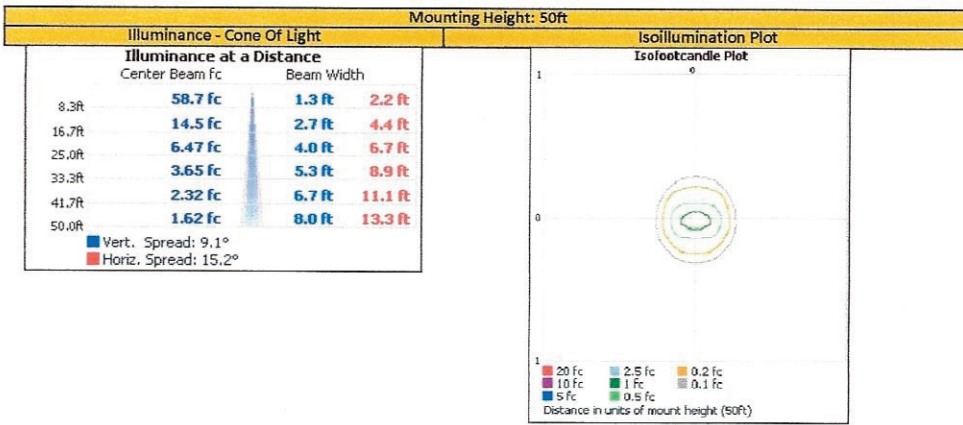 Mounting Height: 50ft
Illuminance - Cone Of Light
Isoillumination Plot
Illuminance at a Distance
Center Beam fc Beam Width
8.3ft 58.7 fc 1.3 ft 2.2 ft
16.7ft 14.5 fc 2.7 ft 4.4 ft
25.0ft 6.47 fc 4.0 ft 6.7 ft
33.3ft 3.65 fc 5.3 ft 8.9 ft
41.7ft 2.32 fc 6.7 ft 11.1 ft
50.0ft 1.62 fc 8.0 ft 13.3 ft
Vert. Spread: 9.1°
Horiz. Spread: 15.2°
Isofootcandle Plot
0
1
0
1
20 fc 2.5 fc 0.2 fc
10 fc 1 fc 0.1 fc
5 fc 0.5 fc
Distance in units of mount height (50ft)